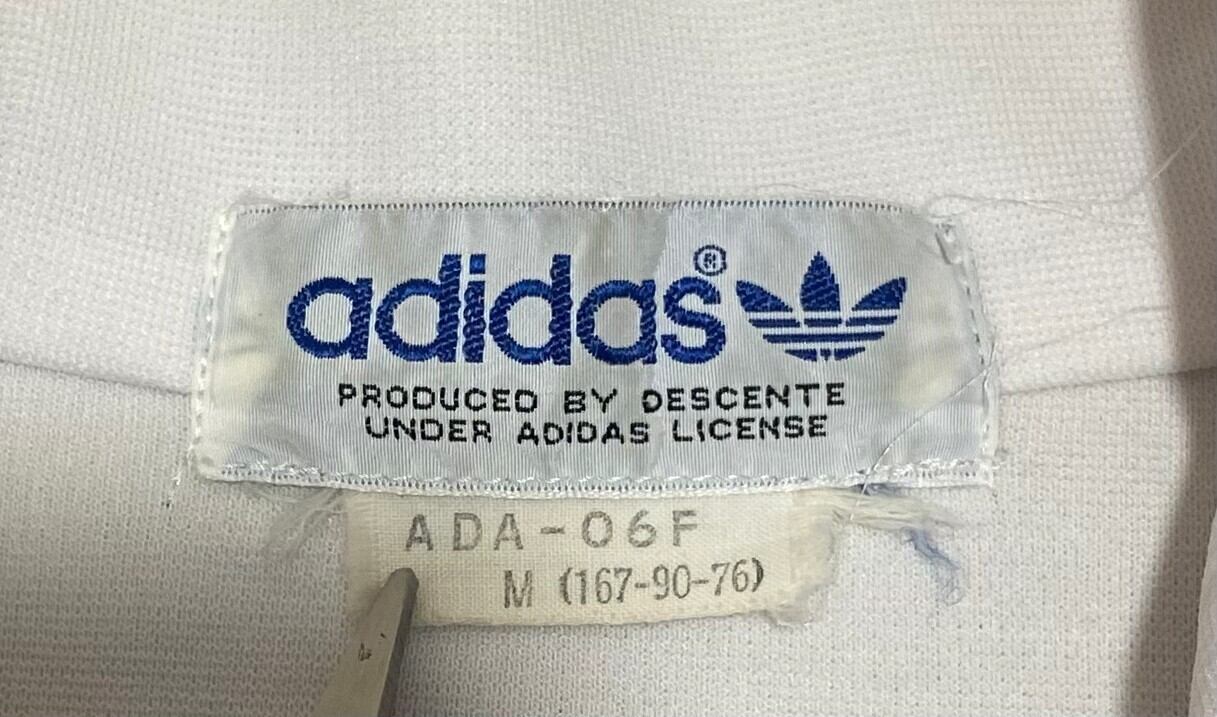 adidas®
PRODUCED BY DESCENTE
UNDER ADIDAS LICENSE
ADA-06F
M (167-90-76)